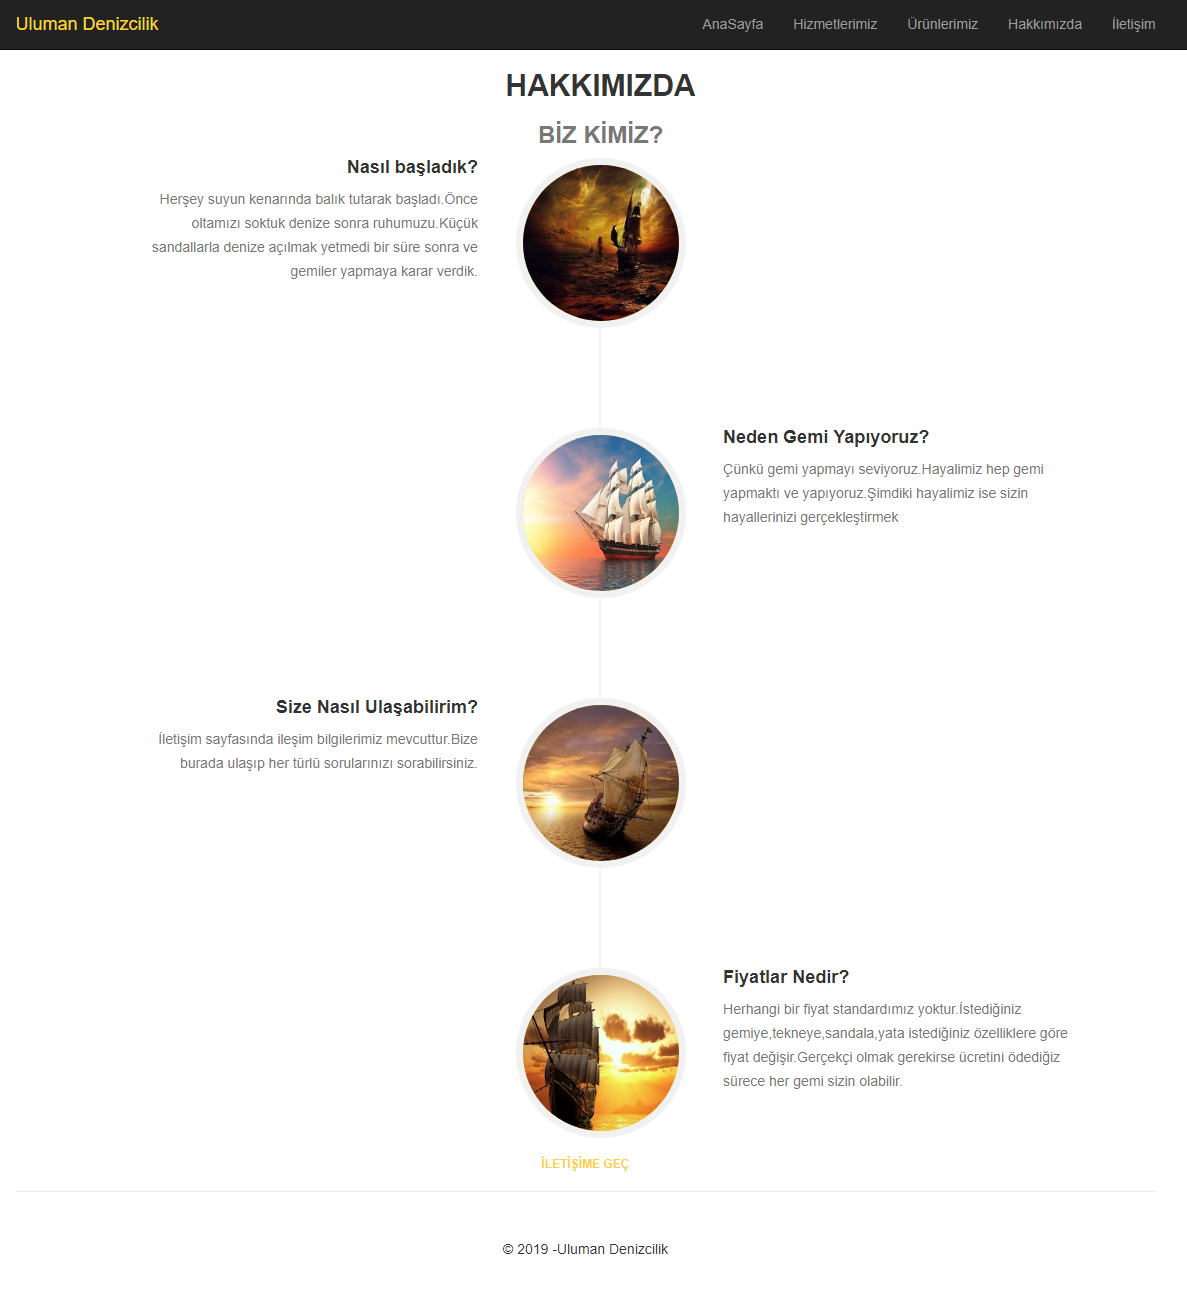 Uluman Denizcilik
AnaSayfa Hizmetlerimiz Ürünlerimiz Hakkımızda İletişim
HAKKIMIZDA
BİZ KİMİZ?
Nasıl başladık?
Herşey suyun kenarında balık tutarak başladı.Önce
oltamızı soktuk denize sonra ruhumuzu.Küçük
sandallarla denize açılmak yetmedi bir süre sonra ve
gemiler yapmaya karar verdik.
Neden Gemi Yapıyoruz?
Çünkü gemi yapmayı seviyoruz.Hayalimiz hep gemi
yapmaktı ve yapıyoruz.Şimdiki hayalimiz ise sizin
hayallerinizi gerçekleştirmek
Size Nasıl Ulaşabilirim?
İletişim sayfasında ileşim bilgilerimiz mevcuttur.Bize
burada ulaşıp her türlü sorularınızı sorabilirsiniz.
Fiyatlar Nedir?
Herhangi bir fiyat standardımız yoktur.İstediğiniz
gemiye,tekneye,sandala,yata istediğiniz özelliklere göre
fiyat değişir.Gerçekçi olmak gerekirse ücretini ödediğiz
sürece her gemi sizin olabilir.
İLETİŞİME GEÇ
© 2019 -Uluman Denizcilik